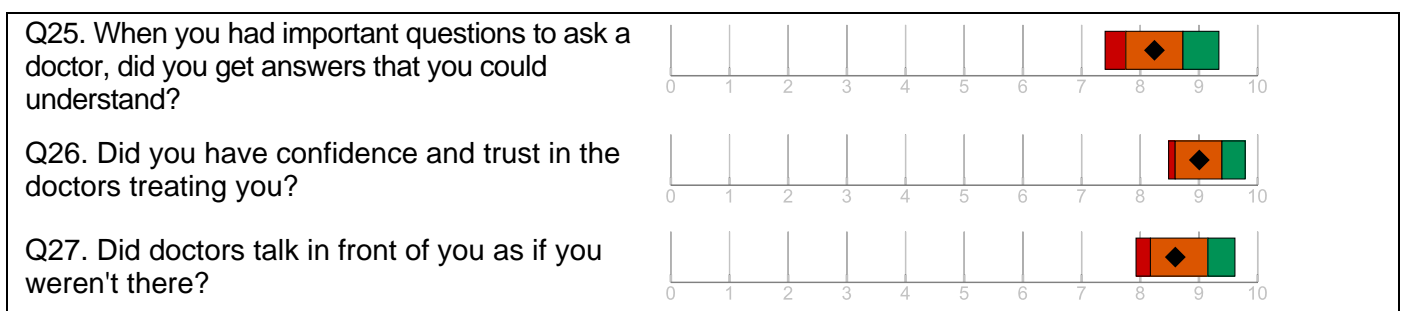 Q25. When you had important questions to ask a
doctor, did you get answers that you could
understand?
0 1 2 3 4 5 6 7 8 9 10
Q26. Did you have confidence and trust in the
doctors treating you?
0 1 2 3 4 5 6 7 8 9 10
Q27. Did doctors talk in front of you as if you
weren't there?
0 1 2 3 4 5 6 7 8 9 10